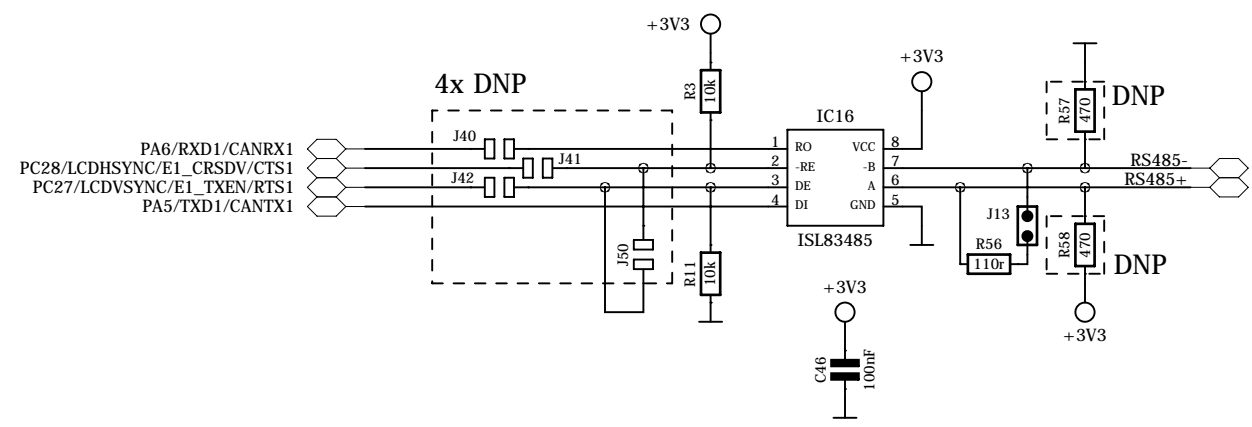 +3V3
+3V3
4x DNP
R3
10k
DNP
R57
470
IC16
J40
PA6/RXD1/CANRX1
1
RO
VCC
8
J41
PC28/LCDHSYNC/E1_CRSDV/CTS1
2
-RE
-B
7
RS485-
J42
PC27/LCDVSYNC/E1_TXEN/RTS1
3
DE
A
6
RS485+
PA5/TXD1/CANTX1
4
DI
GND
5
J13
ISL83485
J50
R11
10k
R56
110r
R58
470
DNP
+3V3
+3V3
C46
100nF